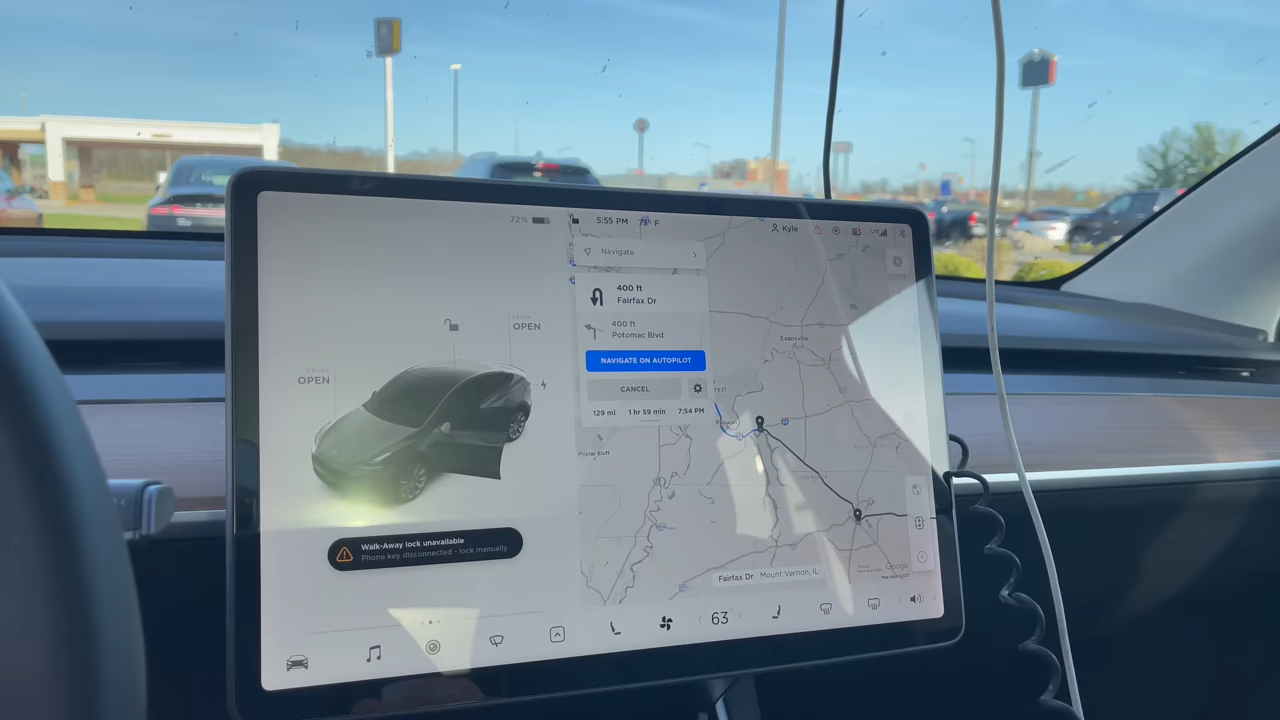 72%
5:55 PM
73° F
Kyle
LTE
Navigate
400 ft
Fairfax Dr
400 ft
Potomac Blvd
NAVIGATE ON AUTOPILOT
CANCEL
129 mi 1 hr 59 min 7:54 PM
OPEN
OPEN
Evansville
Poplar Bluff
Walk-Away lock unavailable
Phone key disconnected - lock manually
Fairfax Dr Mount Vernon, IL
Google
63